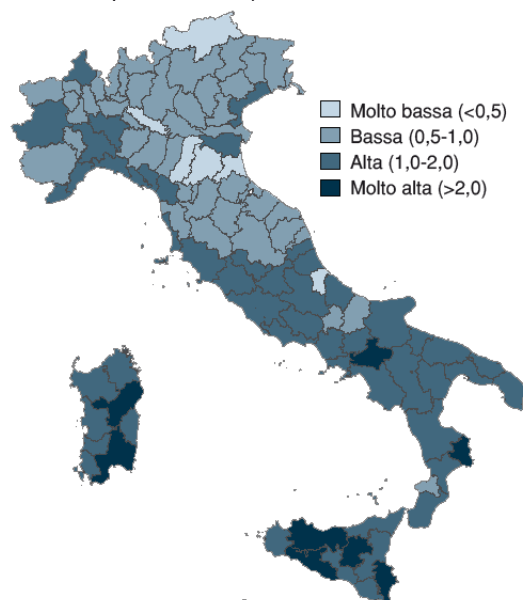 Molto bassa (<0,5)
Bassa (0,5-1,0)
Alta (1,0-2,0)
Molto alta (>2,0)